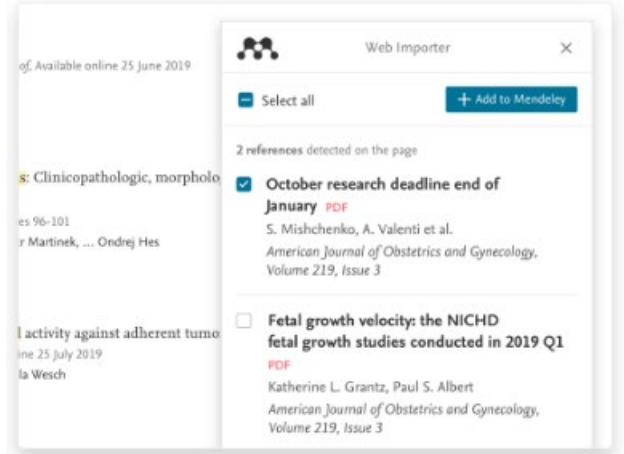 of, Available online 25 June 2019
s: Clinicopathologic, morpholo
es 96-101
r Martinek, ... Ondrej Hes
l activity against adherent tumo
ine 25 July 2019
la Wesch
Web Importer
Select all
+ Add to Mendeley
2 references detected on the page
October research deadline end of
January PDF
S. Mishchenko, A. Valenti et al.
American Journal of Obstetrics and Gynecology,
Volume 219, Issue 3
Fetal growth velocity: the NICHD
fetal growth studies conducted in 2019 Q1
PDF
Katherine L. Grantz, Paul S. Albert
American Journal of Obstetrics and Gynecology,
Volume 219, Issue 3